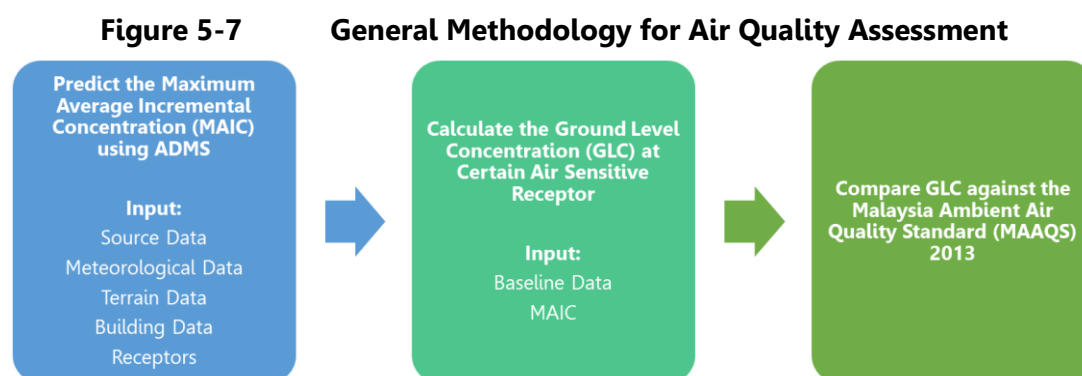 Figure 5-7 General Methodology for Air Quality Assessment
Predict the Maximum
Average Incremental
Concentration (MAIC)
using ADMS
Input:
Source Data
Meteorological Data
Terrain Data
Building Data
Receptors
Calculate the Ground Level
Concentration (GLC) at
Certain Air Sensitive
Receptor
Input:
Baseline Data
MAIC
Compare GLC against the
Malaysia Ambient Air
Quality Standard (MAAQS)
2013